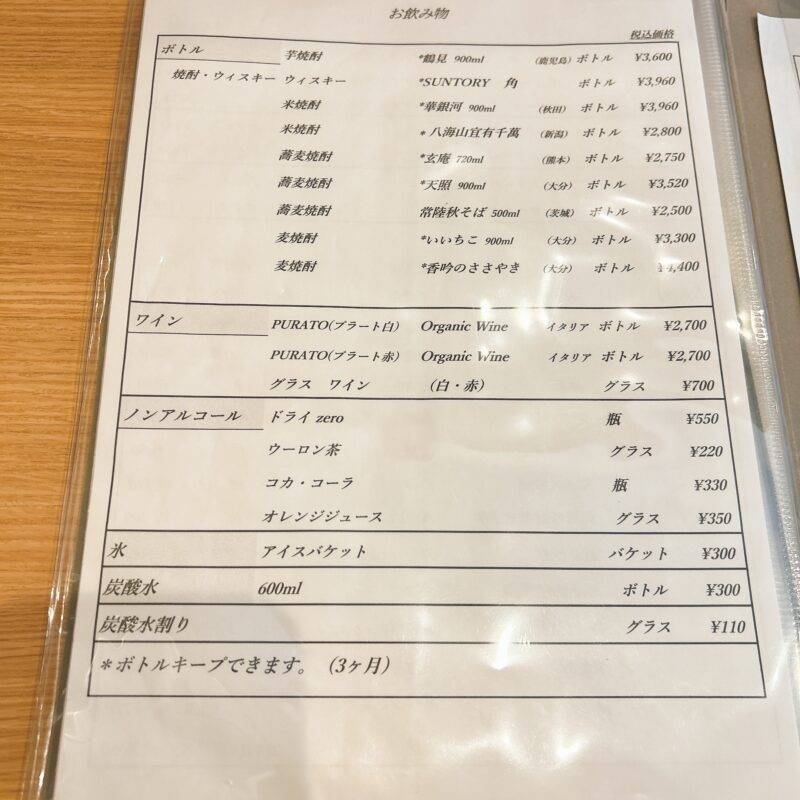 お飲み物
税込価格
ボトル 芋焼酎 *鶴見 900ml (鹿児島) ボトル ¥3,600
焼酎・ウィスキー ウィスキー *SUNTORY 角 ボトル ¥3,960
米焼酎 *華銀河 900ml (秋田) ボトル ¥3,960
米焼酎 *八海山宜有千萬 (新潟) ボトル ¥2,800
蕎麦焼酎 *玄庵 720ml (熊本) ボトル ¥2,750
蕎麦焼酎 *天照 900ml (大分) ボトル ¥3,520
蕎麦焼酎 常陸秋そば 500ml (茨城) ボトル ¥2,500
麦焼酎 *いいちこ 900ml (大分) ボトル ¥3,300
麦焼酎 *香吟のささやき (大分) ボトル ¥4,400
ワイン PURATO(プラート白) Organic Wine イタリア ボトル ¥2,700
PURATO(プラート赤) Organic Wine イタリア ボトル ¥2,700
グラス ワイン (白・赤) グラス ¥700
ノンアルコール ドライ zero 瓶 ¥550
ウーロン茶 グラス ¥220
コカ・コーラ 瓶 ¥330
オレンジジュース グラス ¥350
氷 アイスバケット バケット ¥300
炭酸水 600ml ボトル ¥300
炭酸水割り グラス ¥110
＊ボトルキープできます。(3ヶ月)